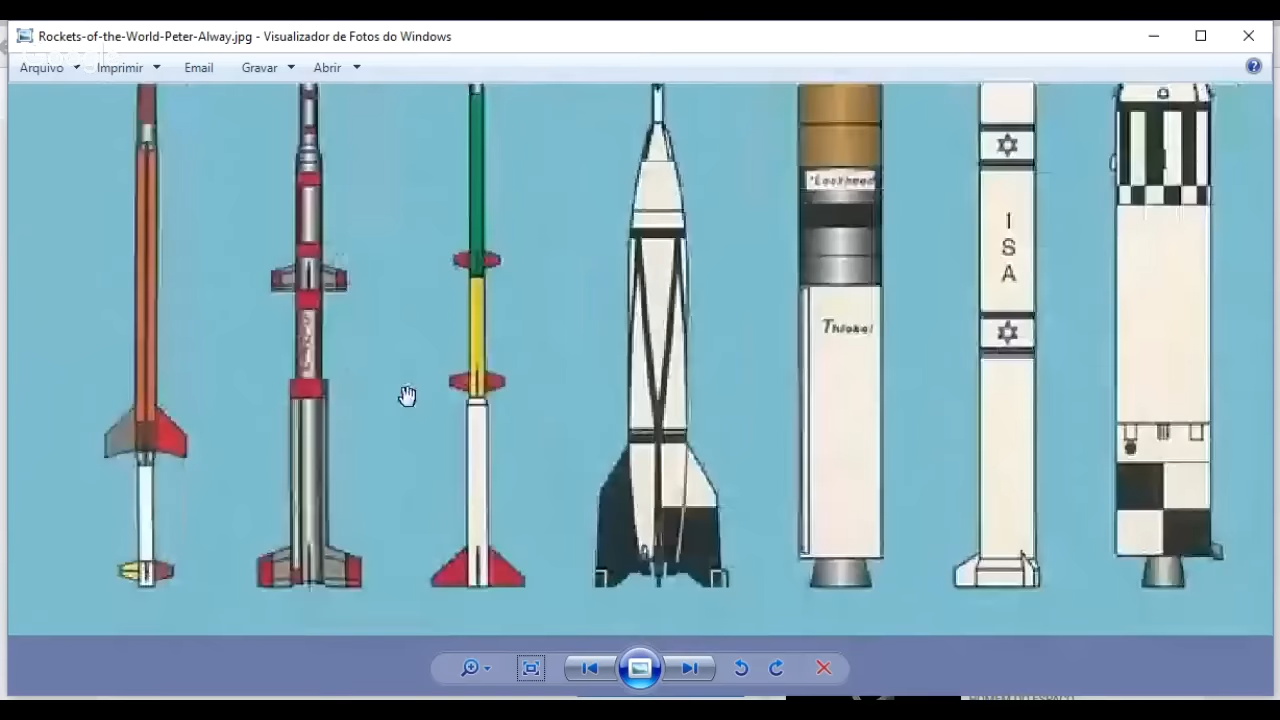 Rockets-of-the-World-Peter-Alway.jpg - Visualizador de Fotos do Windows
Arquivo Imprimir Email Gravar Abrir
"Lockheed
Thiokol
I
S
A